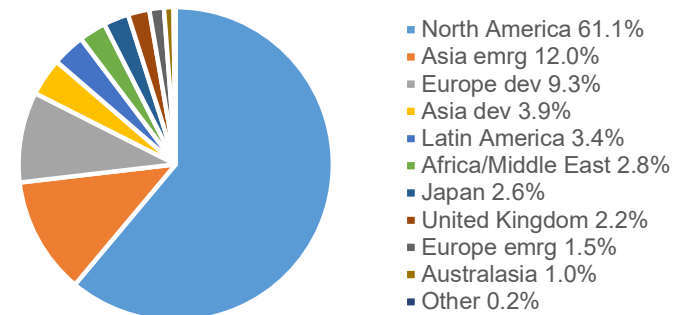 North America 61.1%
Asia emrg 12.0%
Europe dev 9.3%
Asia dev 3.9%
Latin America 3.4%
Africa/Middle East 2.8%
Japan 2.6%
United Kingdom 2.2%
Europe emrg 1.5%
Australasia 1.0%
Other 0.2%